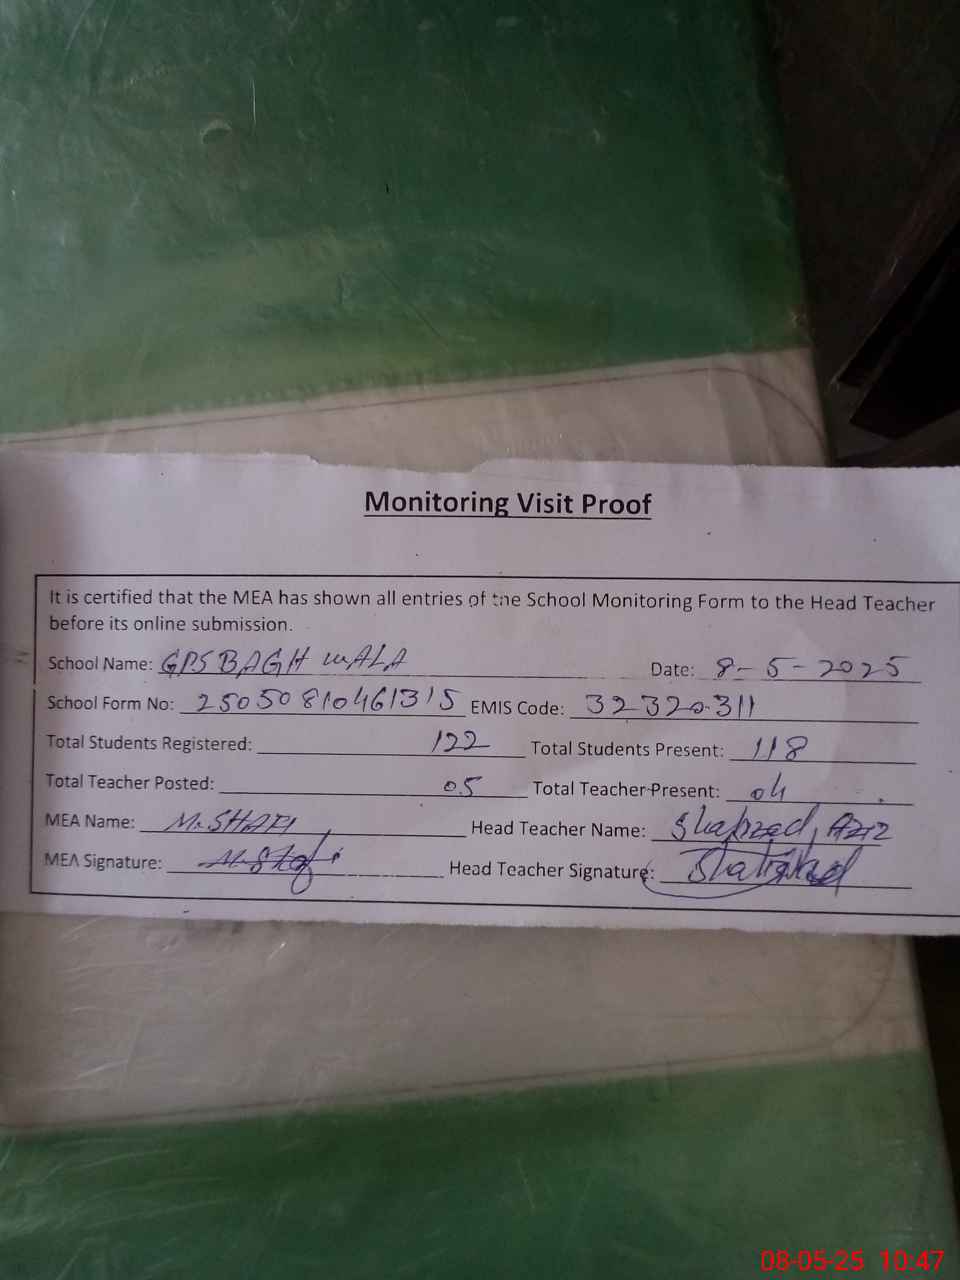 Monitoring Visit Proof
It is certified that the MEA has shown all entries of the School Monitoring Form to the Head Teacher
before its online submission.
School Name: GPS BAGH WALA Date: 8-5-2025
School Form No: 25050810461315 EMIS Code: 32320311
Total Students Registered: 122 Total Students Present: 118
Total Teacher Posted: 05 Total Teacher Present: 04
MEA Name: M. SHAFI Head Teacher Name: Shahzad, Aziz
MEA Signature: M. Shafi Head Teacher Signature: Shahzad
08-05-25 10:47